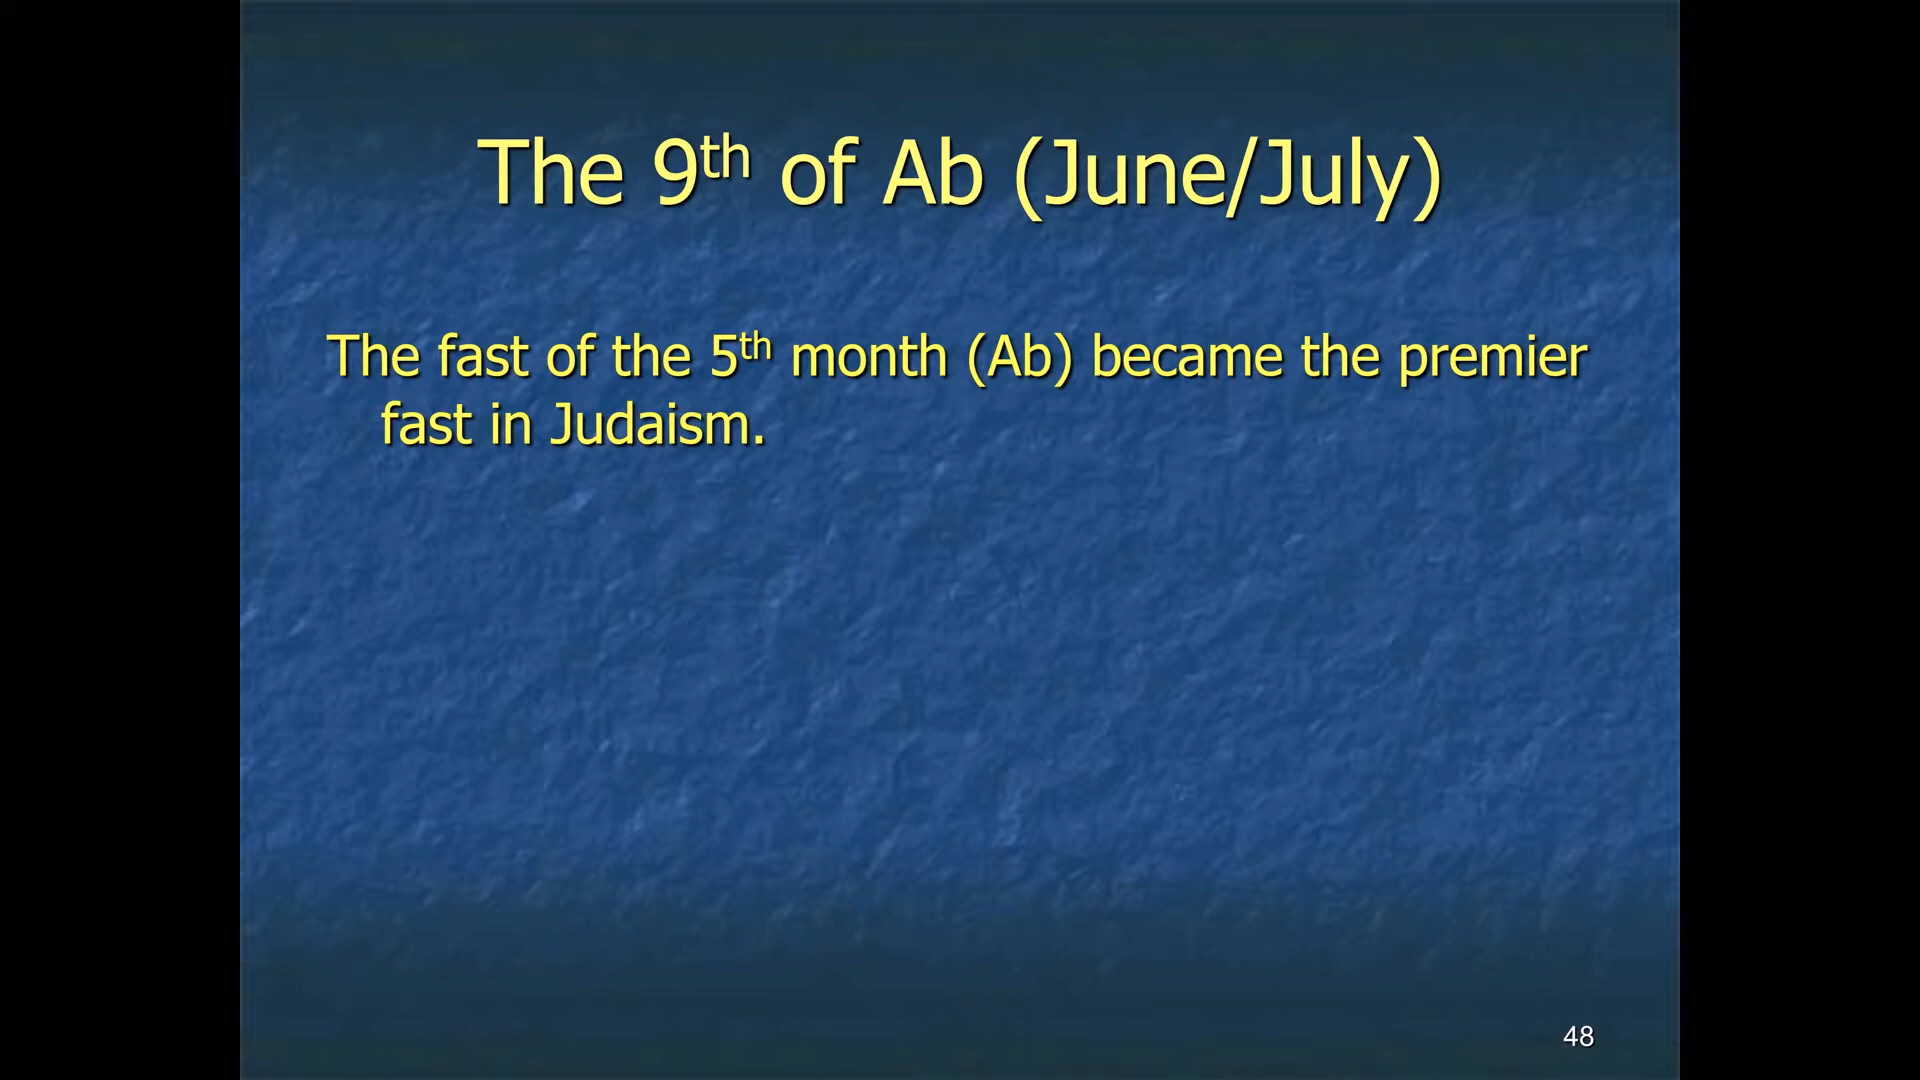 The 9th of Ab (June/July)
The fast of the 5th month (Ab) became the premier
fast in Judaism.
48